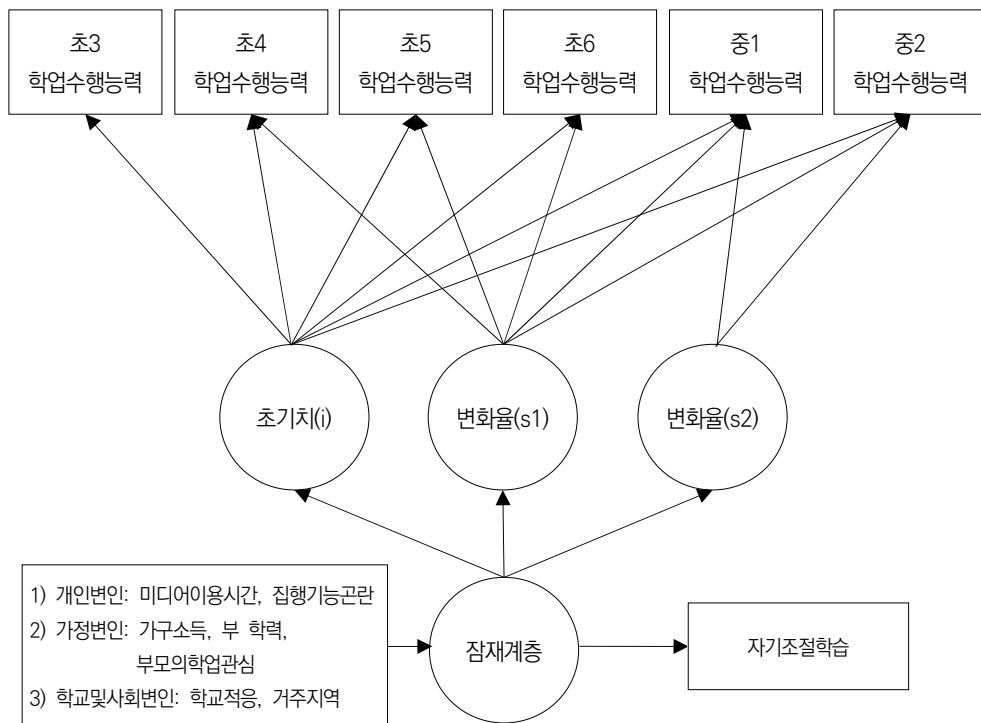 초3
학업수행능력
초4
학업수행능력
초5
학업수행능력
초6
학업수행능력
중1
학업수행능력
중2
학업수행능력
초기치(i)
변화율(s1)
변화율(s2)
1) 개인변인: 미디어이용시간, 집행기능곤란
2) 가정변인: 가구소득, 부 학력,
부모의학업관심
3) 학교및사회변인: 학교적응, 거주지역
잠재계층
자기조절학습